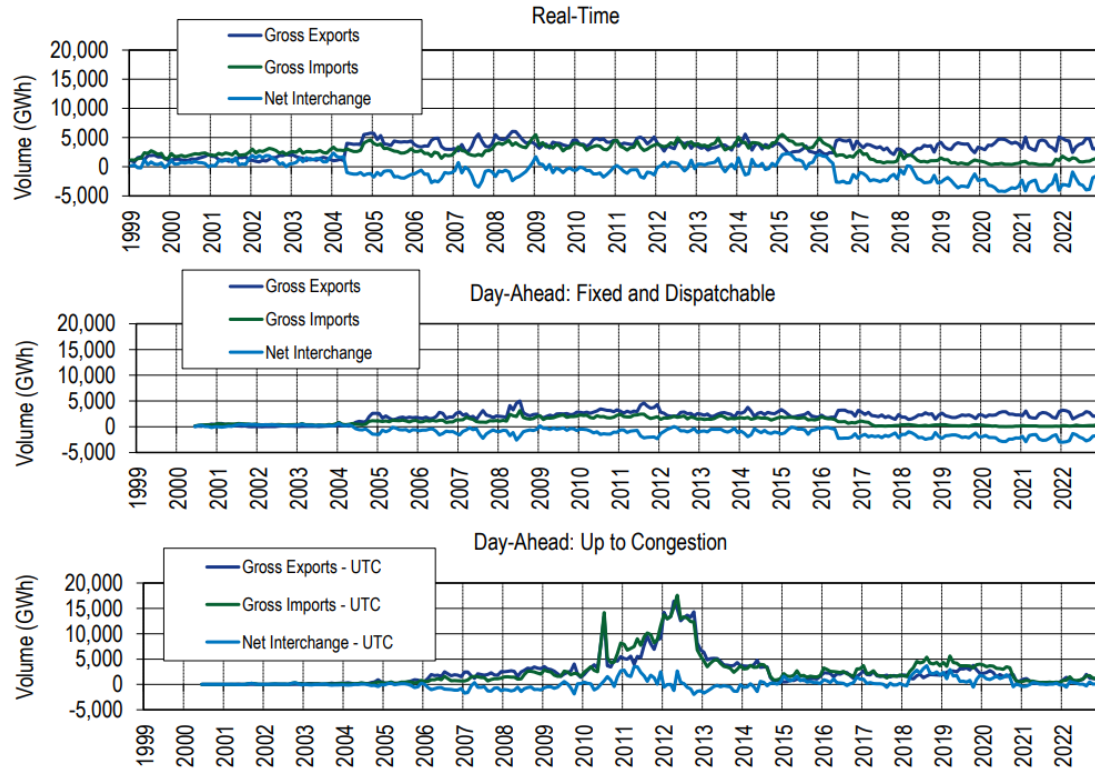 Real-Time
Gross Exports
Gross Imports
Net Interchange
Volume (GWh)
20,000
15,000
10,000
5,000
0
-5,000
1999 2000 2001 2002 2003 2004 2005 2006 2007 2008 2009 2010 2011 2012 2013 2014 2015 2016 2017 2018 2019 2020 2021 2022
Day-Ahead: Fixed and Dispatchable
Gross Exports
Gross Imports
Net Interchange
Volume (GWh)
20,000
15,000
10,000
5,000
0
-5,000
1999 2000 2001 2002 2003 2004 2005 2006 2007 2008 2009 2010 2011 2012 2013 2014 2015 2016 2017 2018 2019 2020 2021 2022
Day-Ahead: Up to Congestion
Gross Exports - UTC
Gross Imports - UTC
Net Interchange - UTC
Volume (GWh)
20,000
15,000
10,000
5,000
0
-5,000
1999 2000 2001 2002 2003 2004 2005 2006 2007 2008 2009 2010 2011 2012 2013 2014 2015 2016 2017 2018 2019 2020 2021 2022